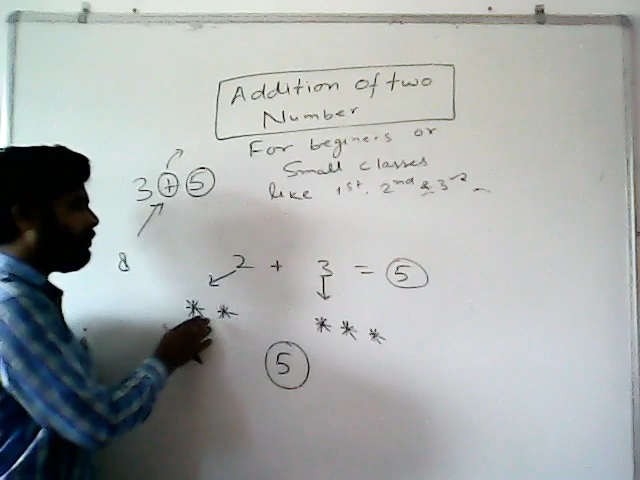 Addition of two
Number
For beginers or
Small classes
like 1st, 2nd & 3rd
3 + 5
8
2 + 3 = 5
* *
* * *
5